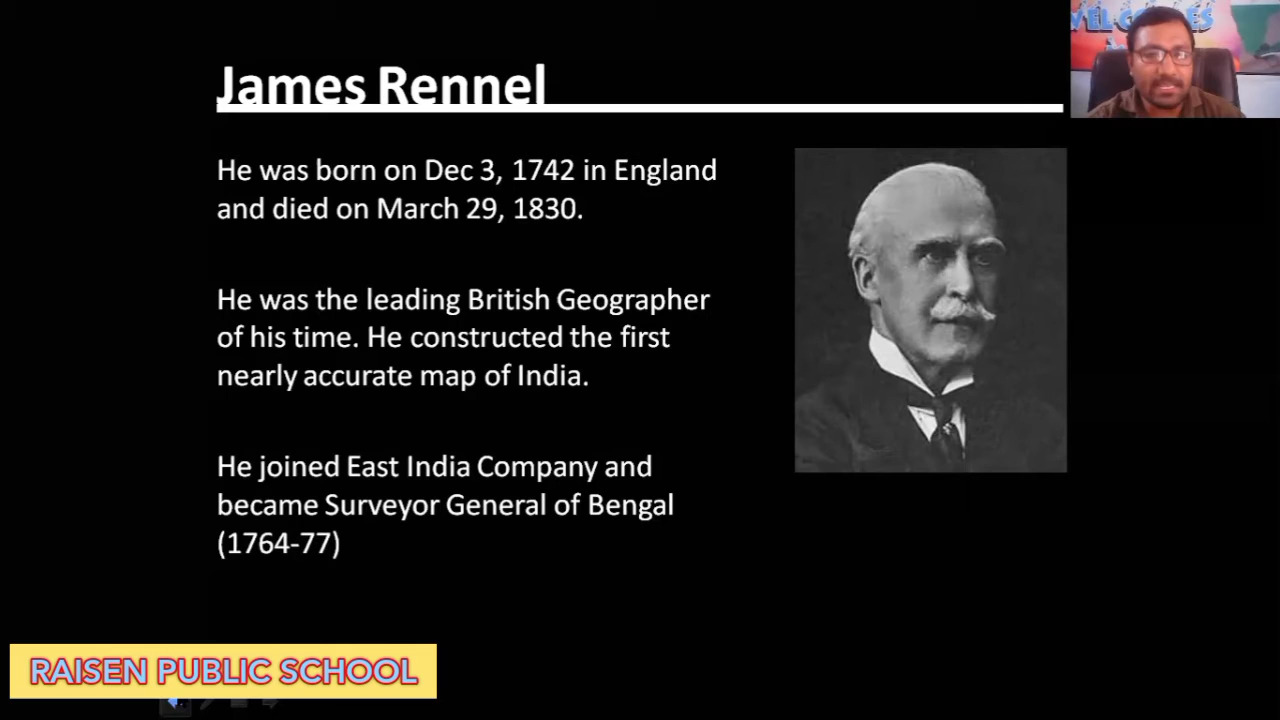 James Rennel
He was born on Dec 3, 1742 in England
and died on March 29, 1830.
He was the leading British Geographer
of his time. He constructed the first
nearly accurate map of India.
He joined East India Company and
became Surveyor General of Bengal
(1764-77)
RAISEN PUBLIC SCHOOL